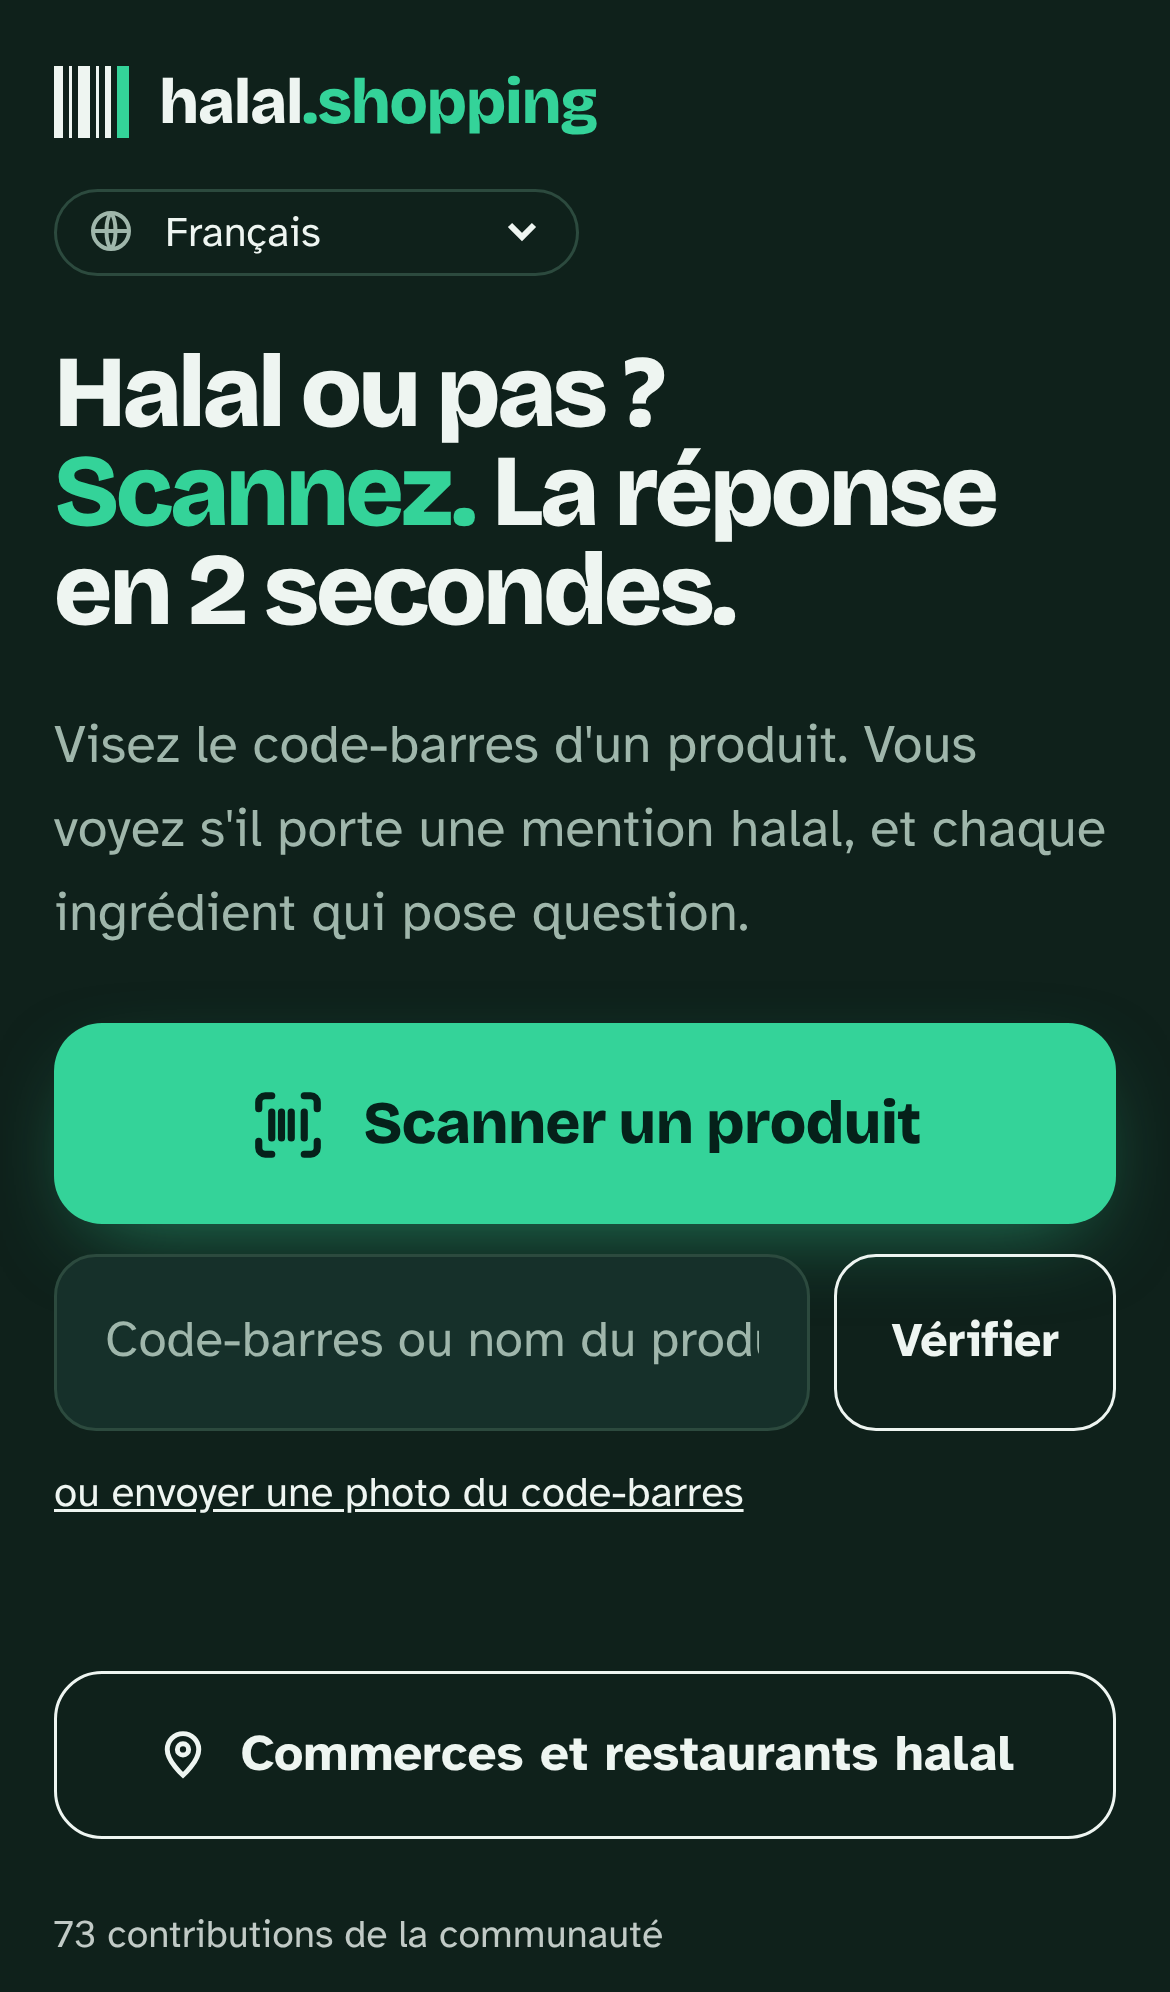 halal.shopping
Français
Halal ou pas ?
Scannez. La réponse
en 2 secondes.
Visez le code-barres d'un produit. Vous
voyez s'il porte une mention halal, et chaque
ingrédient qui pose question.
Scanner un produit
Code-barres ou nom du prod
Vérifier
ou envoyer une photo du code-barres
Commerces et restaurants halal
73 contributions de la communauté